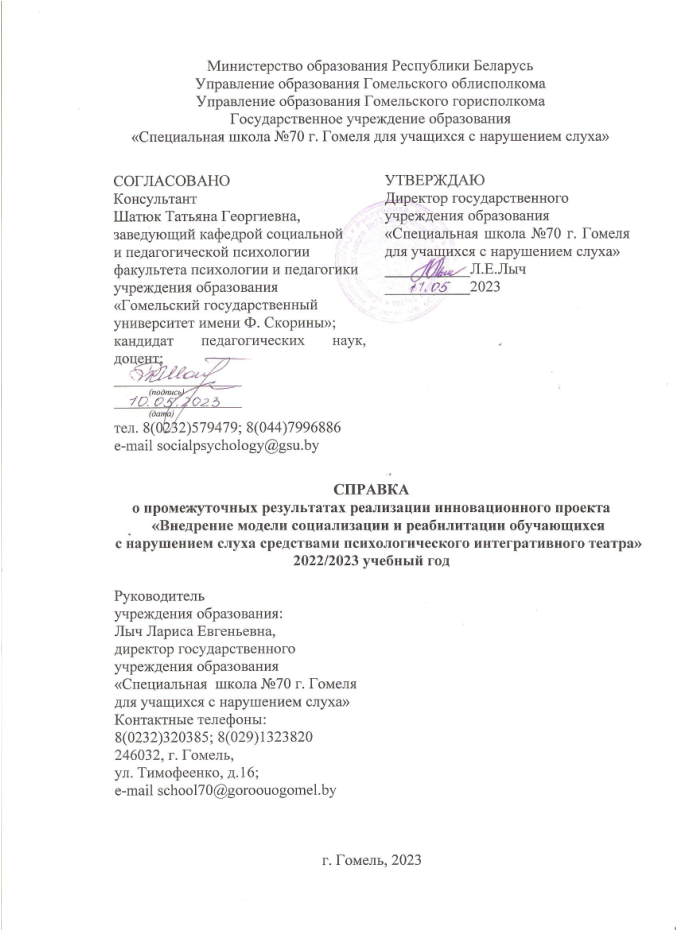 Министерство образования Республики Беларусь
Управление образования Гомельского облисполкома
Управление образования Гомельского горисполкома
Государственное учреждение образования
«Специальная школа №70 г. Гомеля для учащихся с нарушением слуха»
СОГЛАСОВАНО
Консультант
Шатюк Татьяна Георгиевна,
заведующий кафедрой социальной
и педагогической психологии
факультета психологии и педагогики
учреждения образования
«Гомельский государственный
университет имени Ф. Скорины»;
кандидат педагогических наук,
доцент;
(подпись)
10.05.2023
(дата)
тел. 8(0232)579479; 8(044)7996886
e-mail socialpsychology@gsu.by
УТВЕРЖДАЮ
Директор государственного
учреждения образования
«Специальная школа №70 г. Гомеля
для учащихся с нарушением слуха»
Л.Е.Лыч
11.05 2023
СПРАВКА
о промежуточных результатах реализации инновационного проекта
«Внедрение модели социализации и реабилитации обучающихся
с нарушением слуха средствами психологического интегративного театра»
2022/2023 учебный год
Руководитель
учреждения образования:
Лыч Лариса Евгеньевна,
директор государственного
учреждения образования
«Специальная школа №70 г. Гомеля
для учащихся с нарушением слуха»
Контактные телефоны:
8(0232)320385; 8(029)1323820
246032, г. Гомель,
ул. Тимофеенко, д.16;
e-mail school70@goroouogomel.by
г. Гомель, 2023